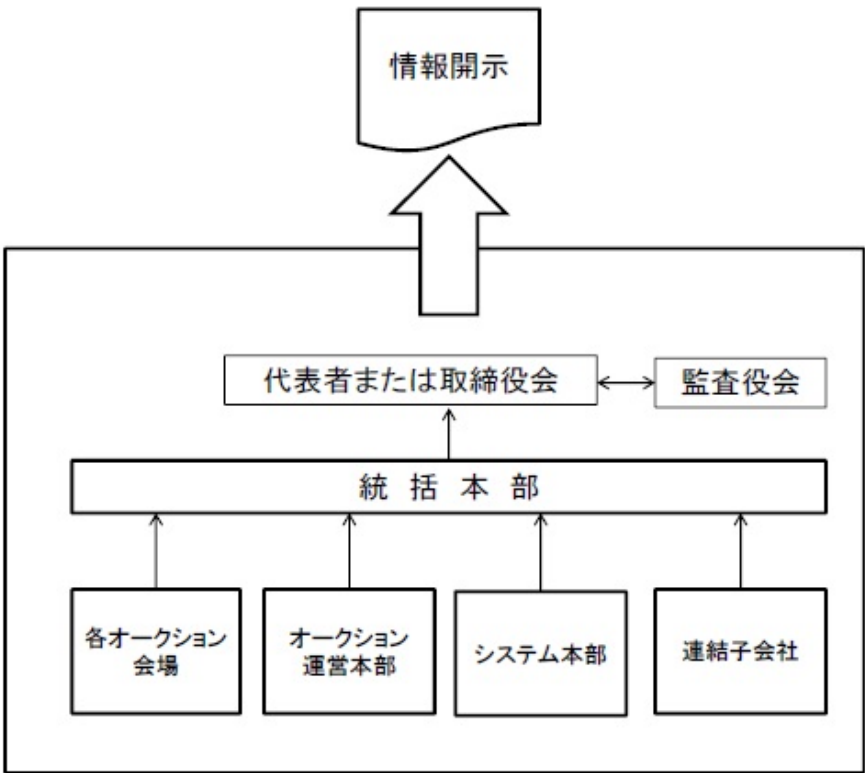 情報開示
代表者または取締役会
監査役会
統括本部
各オークション
会場
オークション
運営本部
システム本部
連結子会社